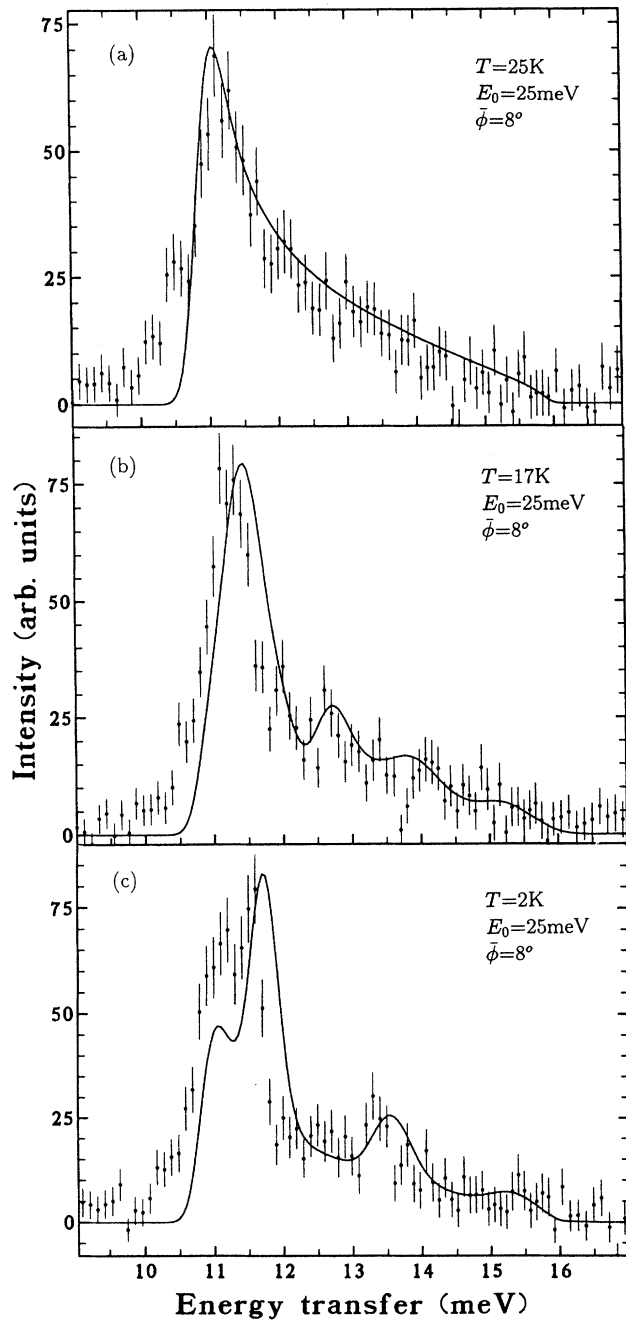 75
(a)
T=25K
E₀=25meV
ϕ̄=8°
50
25
0
(b)
75
T=17K
E₀=25meV
ϕ̄=8°
50
25
0
Intensity (arb. units)
(c)
75
T=2K
E₀=25meV
ϕ̄=8°
50
25
0
10 11 12 13 14 15 16
Energy transfer (meV)